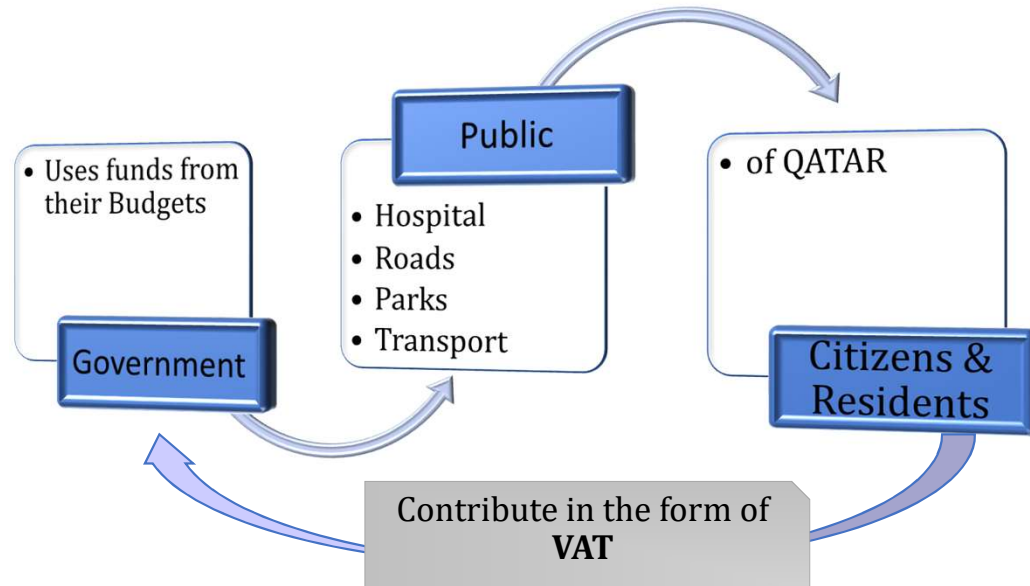 • Uses funds from
their Budgets
Government
Public
• Hospital
• Roads
• Parks
• Transport
• of QATAR
Citizens &
Residents
Contribute in the form of
VAT